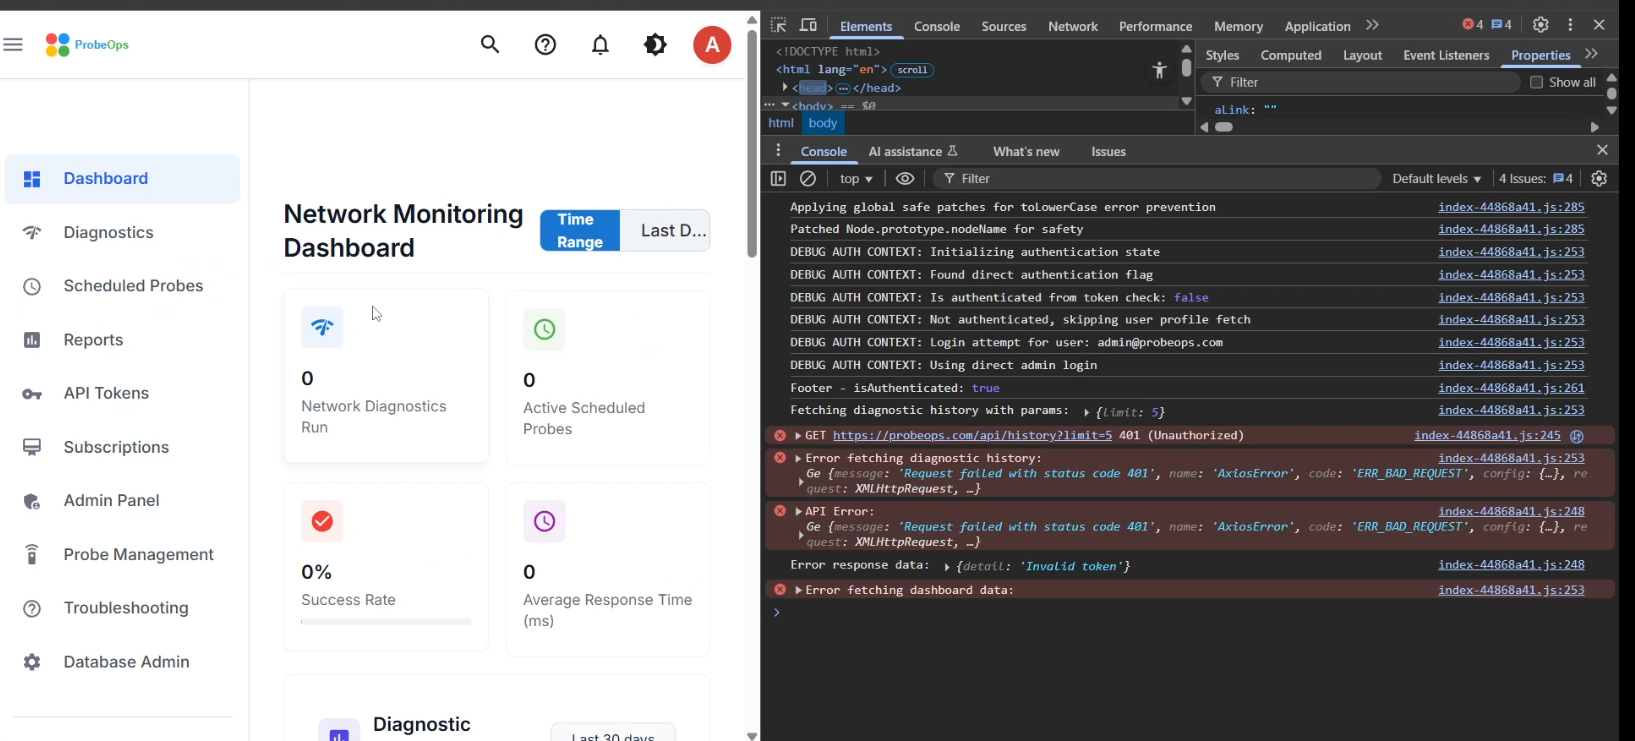 ProbeOps
A
Dashboard
Diagnostics
Scheduled Probes
Reports
API Tokens
Subscriptions
Admin Panel
Probe Management
Troubleshooting
Database Admin
Network Monitoring
Dashboard
Time
Range
Last D...
0
Network Diagnostics
Run
0
Active Scheduled
Probes
0%
Success Rate
0
Average Response Time
(ms)
Diagnostic
Last 30 days
Elements
Console
Sources
Network
Performance
Memory
Application
4
4
<!DOCTYPE html>
<html lang="en"> scroll
<head> … </head>
… <body> == $0
html body
Styles
Computed
Layout
Event Listeners
Properties
Filter
Show all
aLink: ""
Console
AI assistance
What's new
Issues
top
Filter
Default levels
4 Issues: 4
Applying global safe patches for toLowerCase error prevention index-44868a41.js:285
Patched Node.prototype.nodeName for safety index-44868a41.js:285
DEBUG AUTH CONTEXT: Initializing authentication state index-44868a41.js:253
DEBUG AUTH CONTEXT: Found direct authentication flag index-44868a41.js:253
DEBUG AUTH CONTEXT: Is authenticated from token check: false index-44868a41.js:253
DEBUG AUTH CONTEXT: Not authenticated, skipping user profile fetch index-44868a41.js:253
DEBUG AUTH CONTEXT: Login attempt for user: admin@probeops.com index-44868a41.js:253
DEBUG AUTH CONTEXT: Using direct admin login index-44868a41.js:253
Footer - isAuthenticated: true index-44868a41.js:261
Fetching diagnostic history with params: {limit: 5} index-44868a41.js:253
GET https://probeops.com/api/history?limit=5 401 (Unauthorized) index-44868a41.js:245
Error fetching diagnostic history: index-44868a41.js:253
Ge {message: 'Request failed with status code 401', name: 'AxiosError', code: 'ERR_BAD_REQUEST', config: {…}, re
quest: XMLHttpRequest, …}
API Error: index-44868a41.js:248
Ge {message: 'Request failed with status code 401', name: 'AxiosError', code: 'ERR_BAD_REQUEST', config: {…}, re
quest: XMLHttpRequest, …}
Error response data: {detail: 'Invalid token'} index-44868a41.js:248
Error fetching dashboard data: index-44868a41.js:253